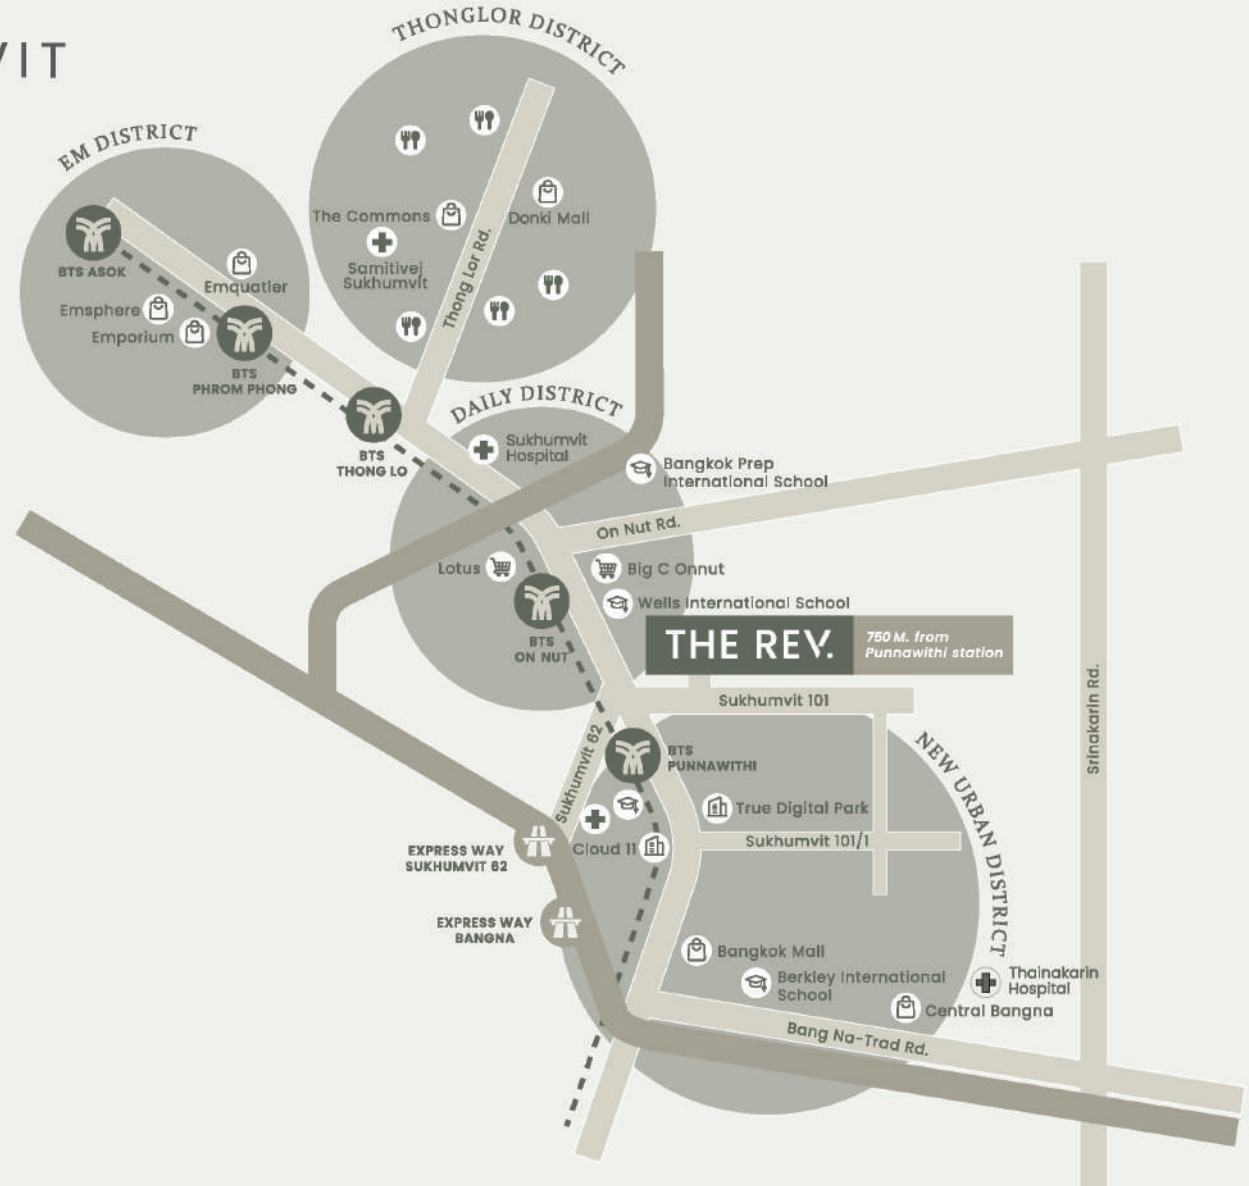 VIT
THONGLOR DISTRICT
EM DISTRICT
The Commons
Donki Mall
Samitivej
Sukhumvit
Thong Lor Rd.
BTS ASOK
Emquatier
Emsphere
Emporium
BTS
PHROM PHONG
DAILY DISTRICT
BTS
THONG LO
Sukhumvit
Hospital
Bangkok Prep
International School
On Nut Rd.
Lotus
Big C Onnut
Wells International School
BTS
ON NUT
THE REV.
750 M. from
Punnawithi station
Sukhumvit 101
Srinakarin Rd.
Sukhumvit 62
BTS
PUNNAWITHI
NEW URBAN DISTRICT
True Digital Park
Sukhumvit 101/1
Cloud 11
EXPRESS WAY
SUKHUMVIT 62
EXPRESS WAY
BANGNA
Bangkok Mall
Berkley International
School
Thainakarin
Hospital
Central Bangna
Bang Na-Trad Rd.